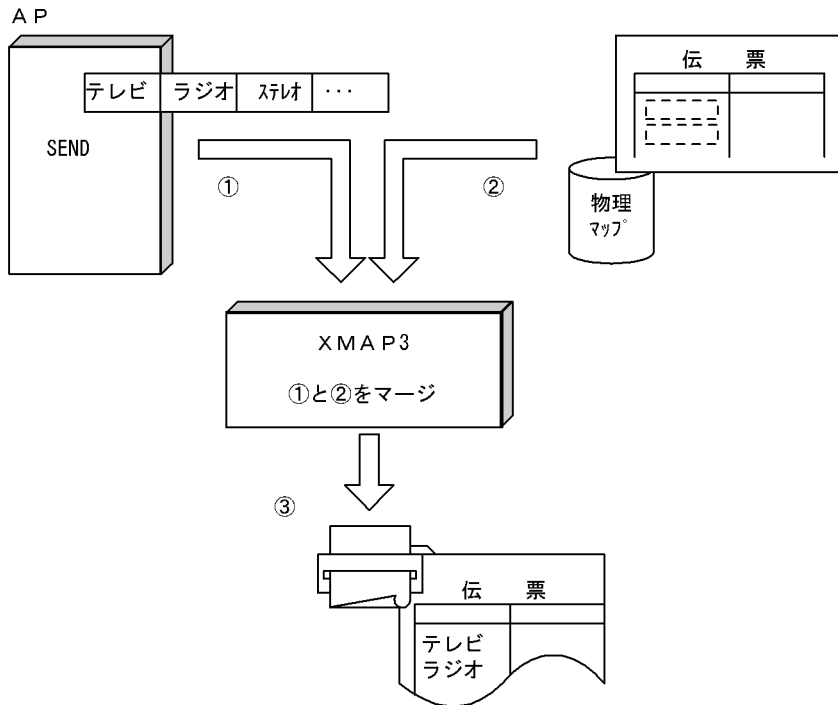 ＡＰ
テレビ ラジオ ｽﾃﾚｵ ･･･
SEND
①
伝　票
②
物理
ﾏｯﾌﾟ
ＸＭＡＰ3
①と②をマージ
③
伝　票
テレビ
ラジオ